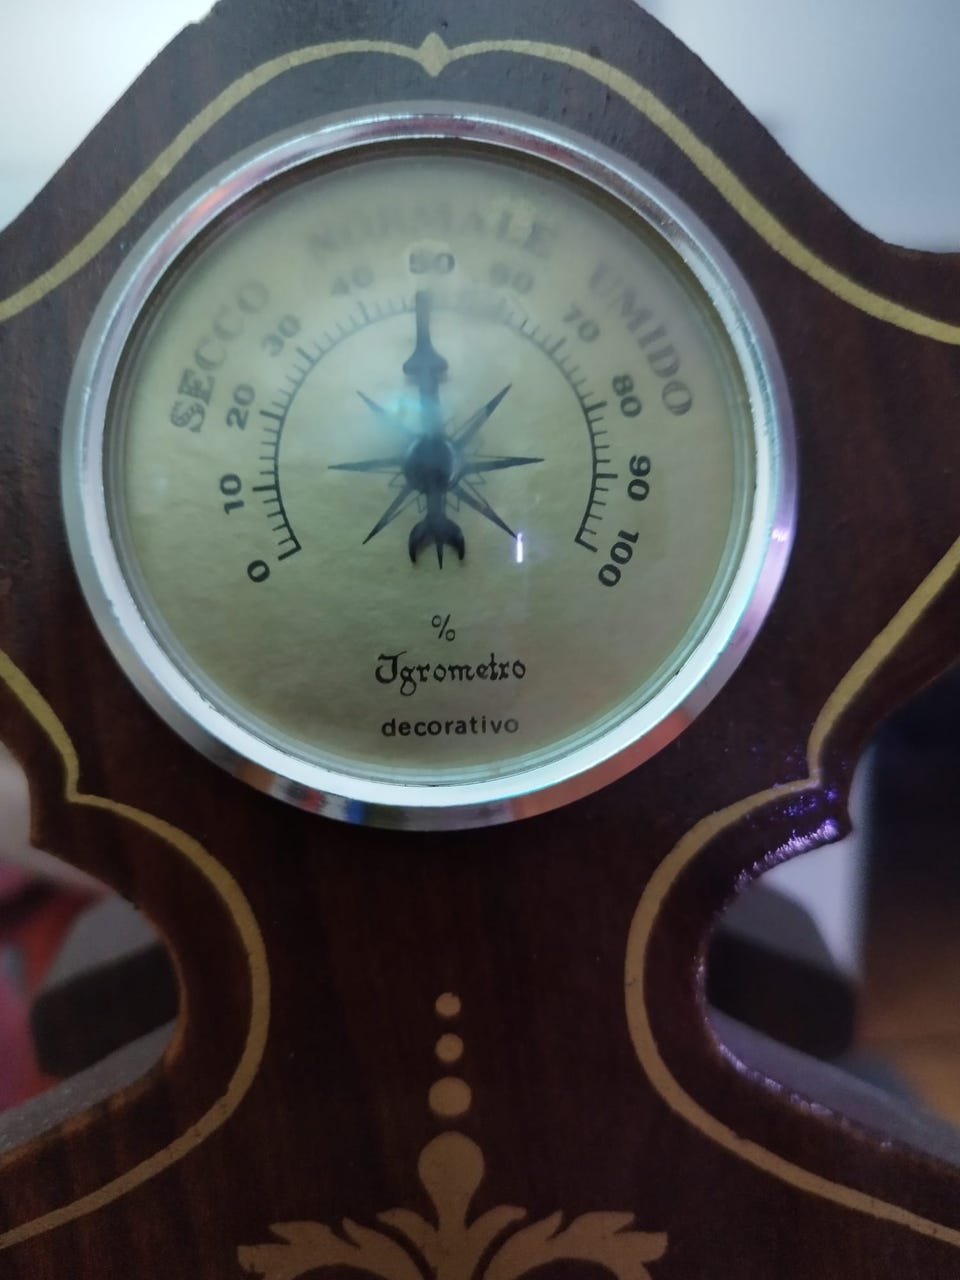 SECCO NORMALE UMIDO
0 10 20 30 40 50 60 70 80 90 100
%
Igrometro
decorativo